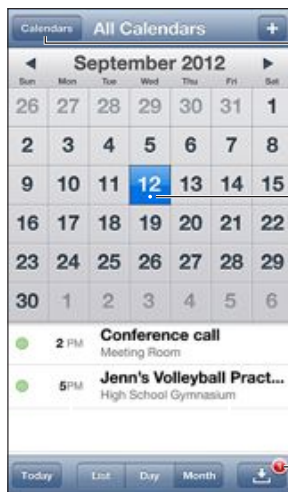 Calendars All Calendars +
September 2012
Sun Mon Tue Wed Thu Fri Sat
26 27 28 29 30 31 1
2 3 4 5 6 7 8
9 10 11 12 13 14 15
16 17 18 19 20 21 22
23 24 25 26 27 28 29
30 1 2 3 4 5 6
2 PM Conference call
Meeting Room
5PM Jenn's Volleyball Pract...
High School Gymnasium
Today List Day Month